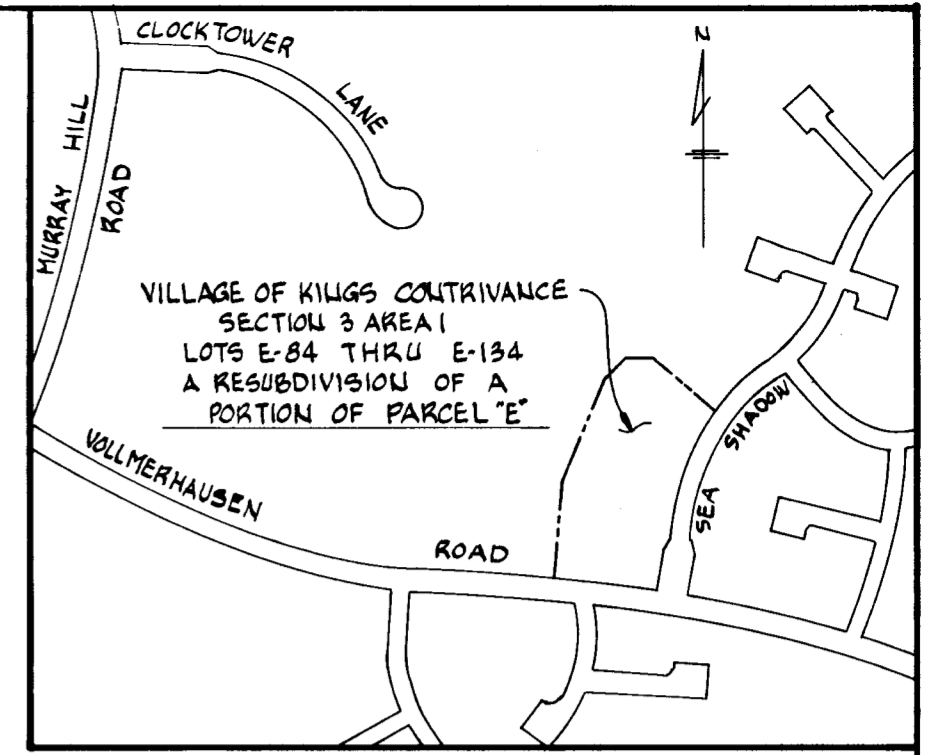 CLOCKTOWER
LANE
N
MURRAY HILL
ROAD
VILLAGE OF KINGS CONTRIVANCE
SECTION 3 AREA 1
LOTS E-84 THRU E-134
A RESUBDIVISION OF A
PORTION OF PARCEL "E"
SEA SHADOW
VOLLMERHAUSEN
ROAD